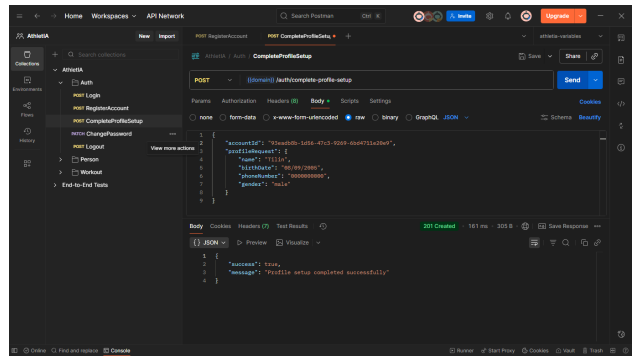 Home Workspaces API Network
Search Postman Ctrl K
Invite
Upgrade
AthletIA New Import
POST RegisterAccount POST CompleteProfileSetu athletia-variables
Collections
Environments
Flows
History
Search collections
AthletIA
Auth
POST Login
POST RegisterAccount
POST CompleteProfileSetup
PATCH ChangePassword
POST Logout
View more actions
Person
Workout
End-to-End Tests
AthletIA / Auth / CompleteProfileSetup Save Share
POST {{domain}} /auth/complete-profile-setup Send
Params Authorization Headers (8) Body Scripts Settings Cookies
none form-data x-www-form-urlencoded raw binary GraphQL JSON Schema Beautify
1 {
2 "accountId": "93eadb8b-1d56-47c3-9269-6bd4711e20e9",
3 "profileRequest": {
4 "name": "Tilin",
5 "birthDate": "08/09/2005",
6 "phoneNumber": "0000000000",
7 "gender": "male"
8 }
9 }
Body Cookies Headers (7) Test Results 201 Created 181 ms 305 B Save Response
{} JSON Preview Visualize
1 {
2 "success": true,
3 "message": "Profile setup completed successfully"
4 }
Online Find and replace Console Runner Start Proxy Cookies Vault Trash